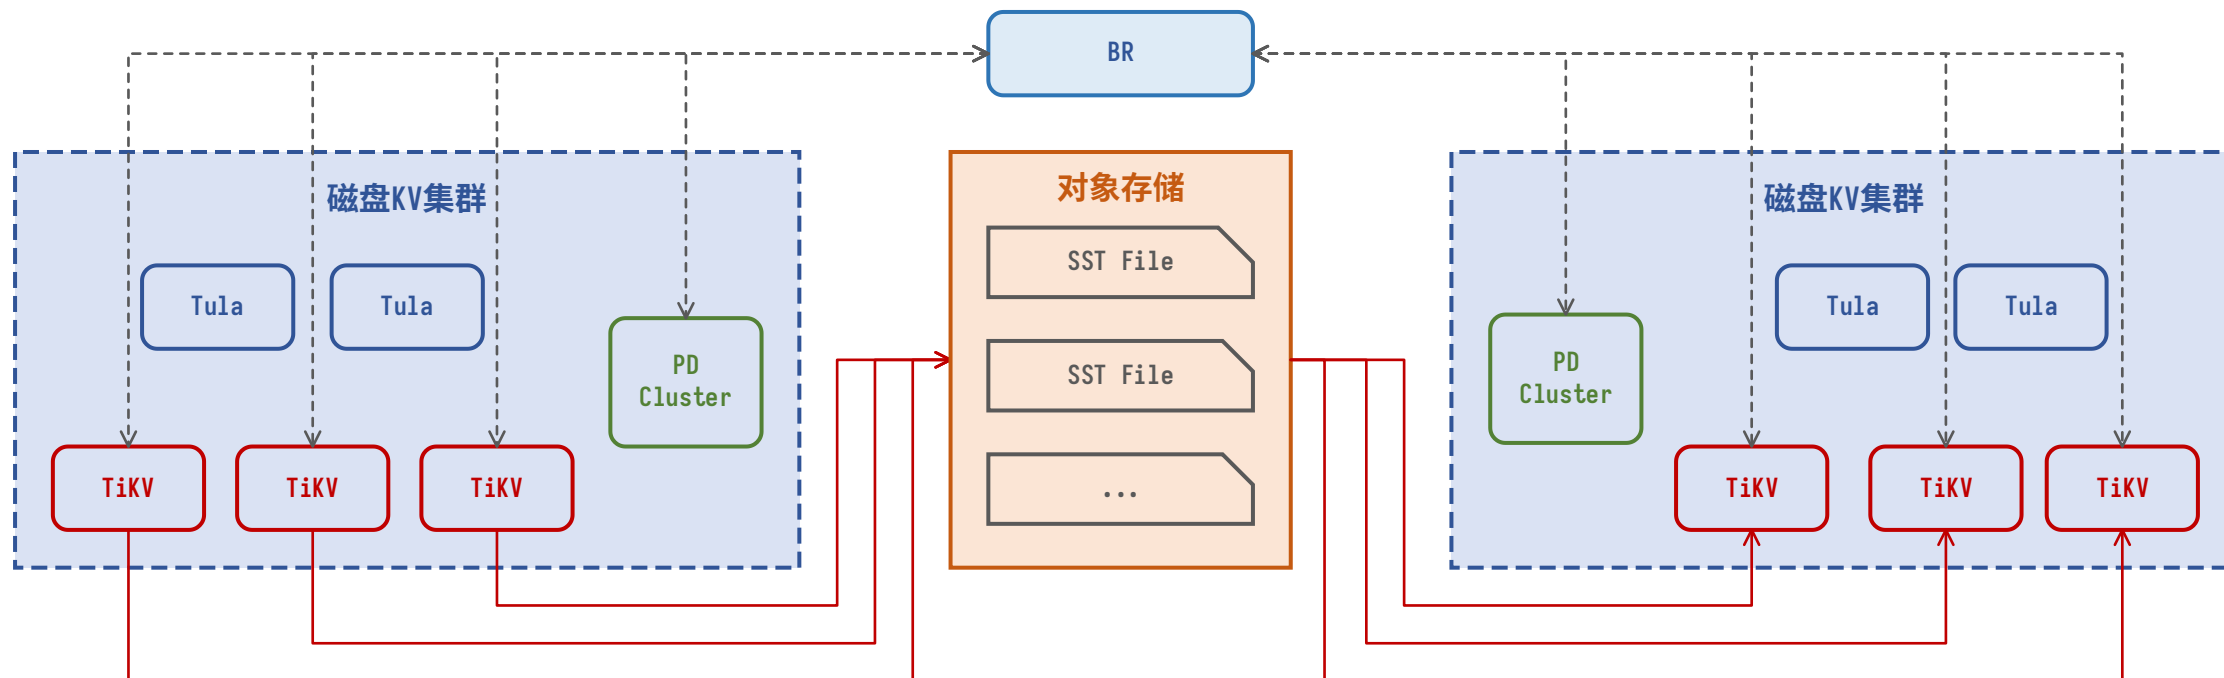 BR
磁盘KV集群
Tula
Tula
PD
Cluster
TiKV
TiKV
TiKV
对象存储
SST File
SST File
...
磁盘KV集群
Tula
Tula
PD
Cluster
TiKV
TiKV
TiKV